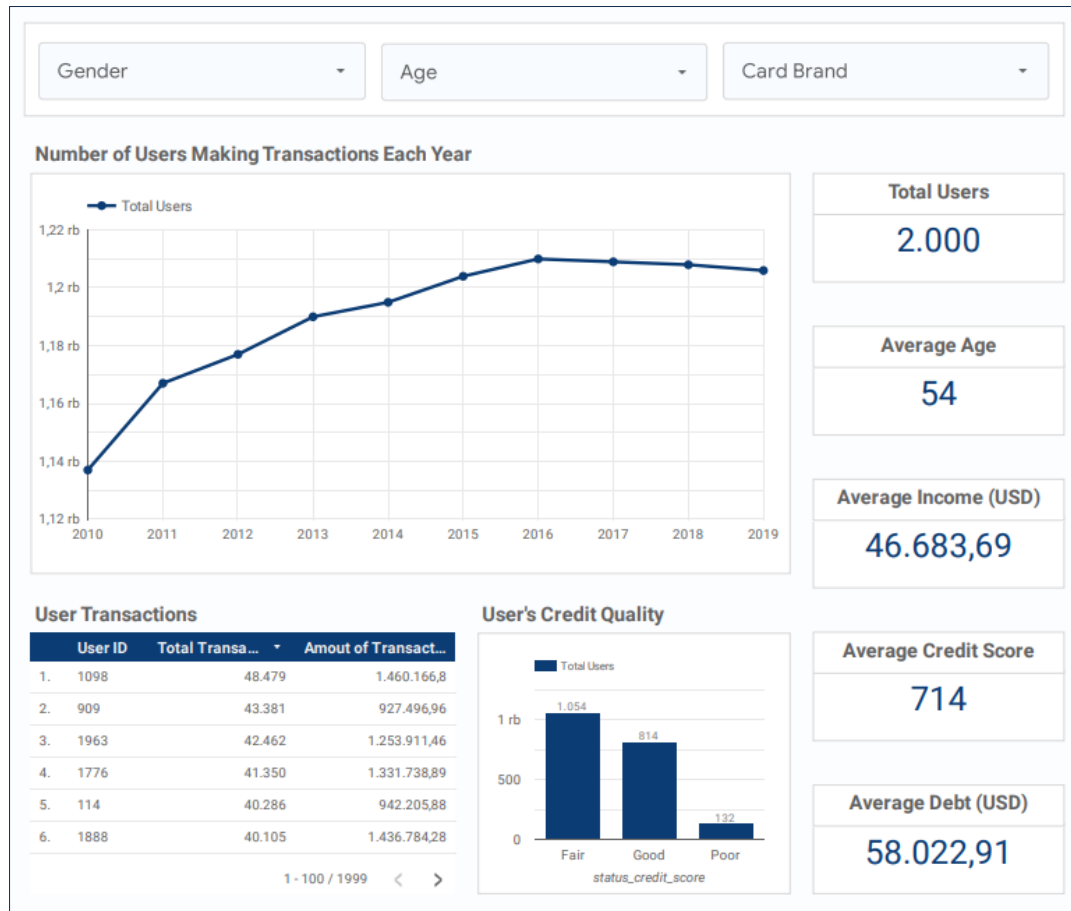 Gender
Age
Card Brand
Number of Users Making Transactions Each Year
Total Users
1,22 rb
1,2 rb
1,18 rb
1,16 rb
1,14 rb
1,12 rb
2010 2011 2012 2013 2014 2015 2016 2017 2018 2019
Total Users
2.000
Average Age
54
Average Income (USD)
46.683,69
Average Credit Score
714
Average Debt (USD)
58.022,91
User Transactions
User ID Total Transa... Amout of Transact...
1. 1098 48.479 1.460.166,8
2. 909 43.381 927.496,96
3. 1963 42.462 1.253.911,46
4. 1776 41.350 1.331.738,89
5. 114 40.286 942.205,88
6. 1888 40.105 1.436.784,28
1 - 100 / 1999
User's Credit Quality
Total Users
1 rb
500
0
1.054
814
132
Fair Good Poor
status_credit_score